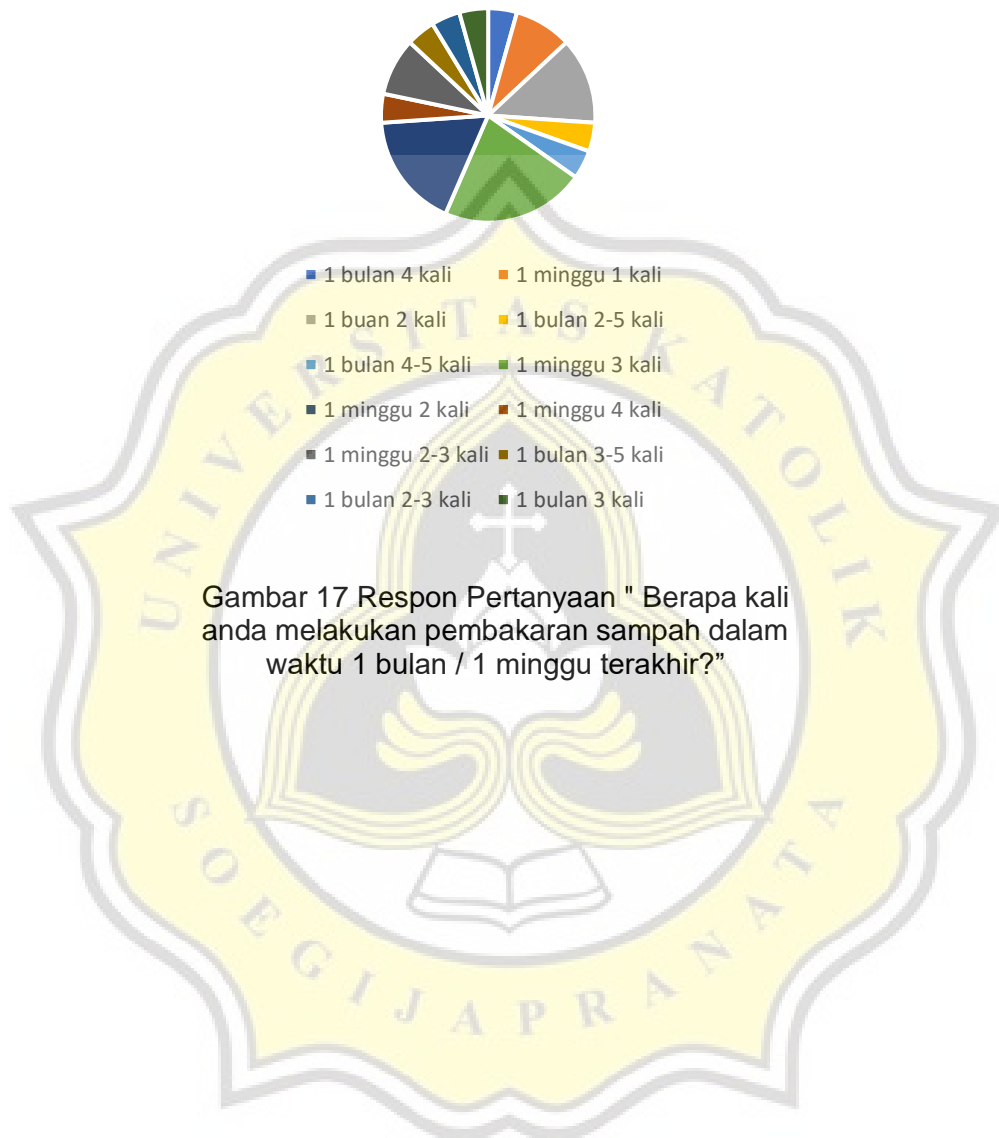 1 bulan 4 kali
1 minggu 1 kali
1 buan 2 kali
1 bulan 2-5 kali
1 bulan 4-5 kali
1 minggu 3 kali
1 minggu 2 kali
1 minggu 4 kali
1 minggu 2-3 kali
1 bulan 3-5 kali
1 bulan 2-3 kali
1 bulan 3 kali
Gambar 17 Respon Pertanyaan " Berapa kali
anda melakukan pembakaran sampah dalam
waktu 1 bulan / 1 minggu terakhir?”
UNIVERSITAS KATOLIK
SOEGIJAPRANATA